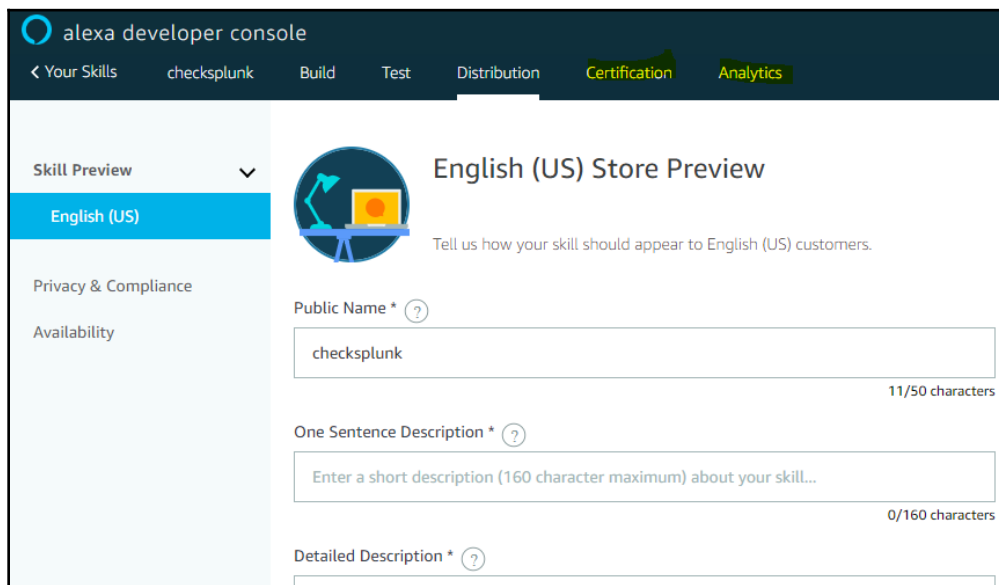 alexa developer console
< Your Skills checksplunk Build Test Distribution Certification Analytics
Skill Preview
English (US)
Privacy & Compliance
Availability
English (US) Store Preview
Tell us how your skill should appear to English (US) customers.
Public Name * ?
checksplunk
11/50 characters
One Sentence Description * ?
Enter a short description (160 character maximum) about your skill...
0/160 characters
Detailed Description * ?